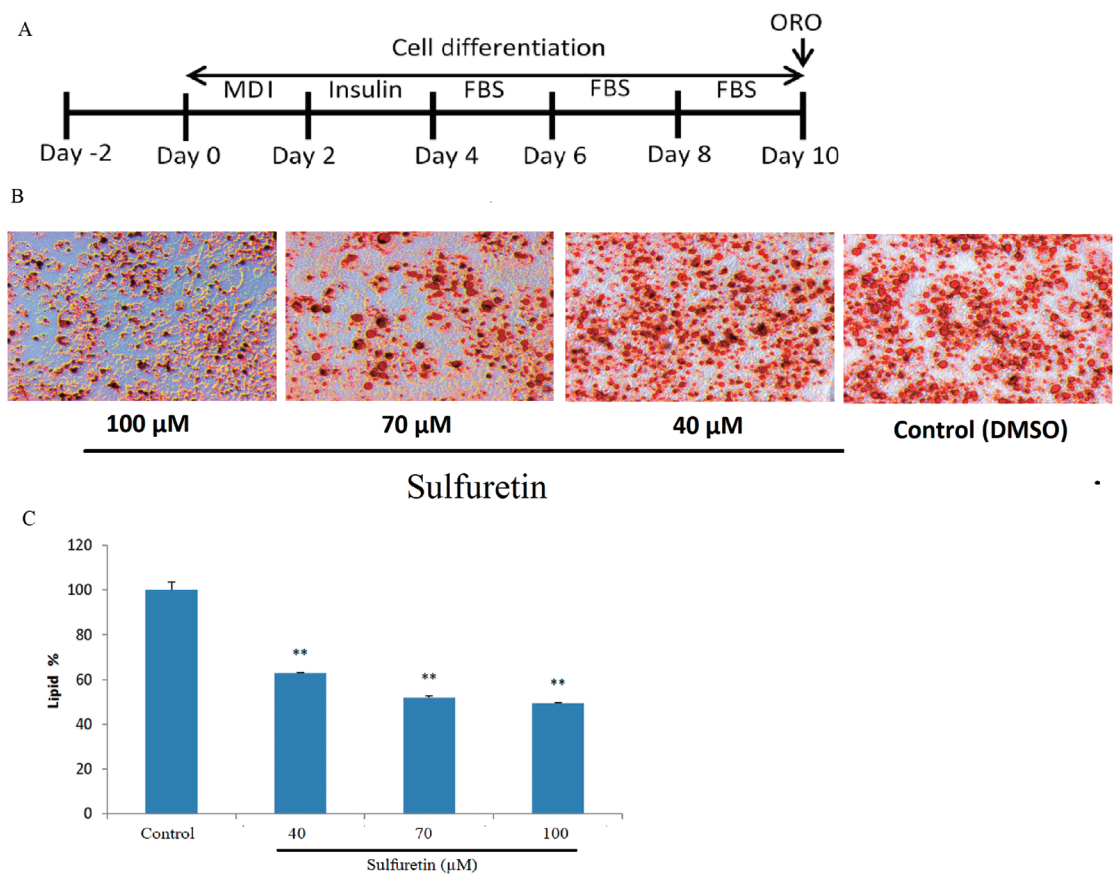 A
ORO
Cell differentiation
MDI Insulin FBS FBS FBS
Day -2 Day 0 Day 2 Day 4 Day 6 Day 8 Day 10
B
100 µM 70 µM 40 µM Control (DMSO)
Sulfuretin
C
120
100
80
60
40
20
0
Lipid %
** ** **
Control 40 70 100
Sulfuretin (µM)